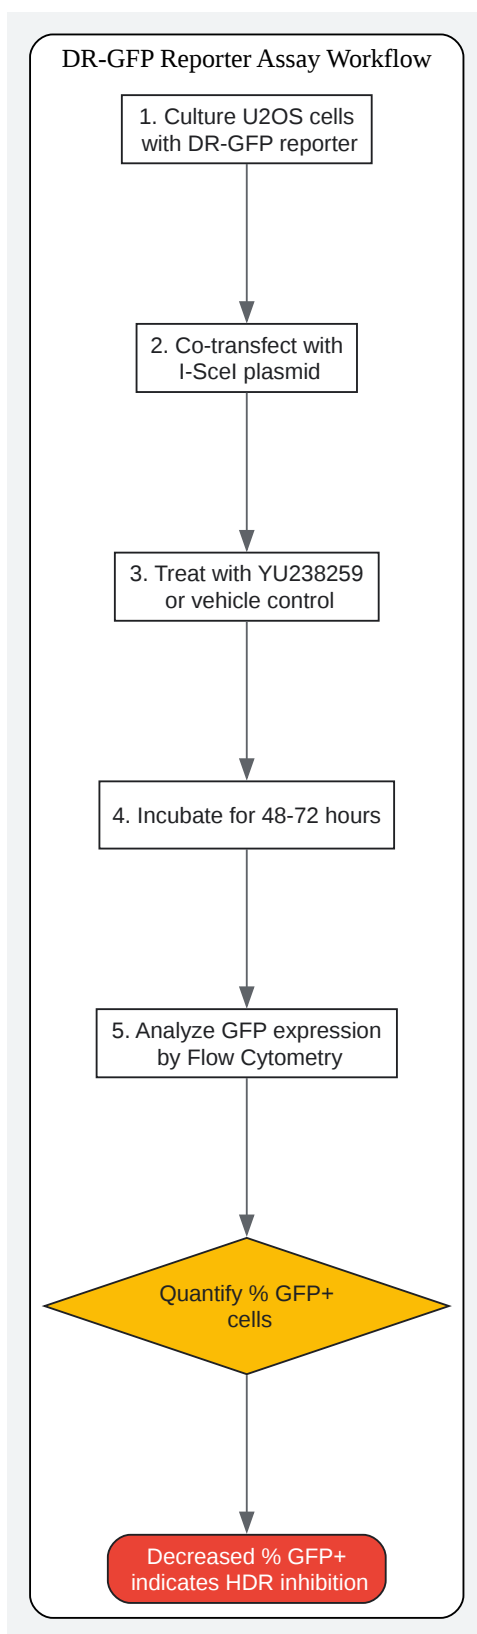 DR-GFP Reporter Assay Workflow
1. Culture U2OS cells
with DR-GFP reporter
2. Co-transfect with
I-SceI plasmid
3. Treat with YU238259
or vehicle control
4. Incubate for 48-72 hours
5. Analyze GFP expression
by Flow Cytometry
Quantify % GFP+
cells
Decreased % GFP+
indicates HDR inhibition